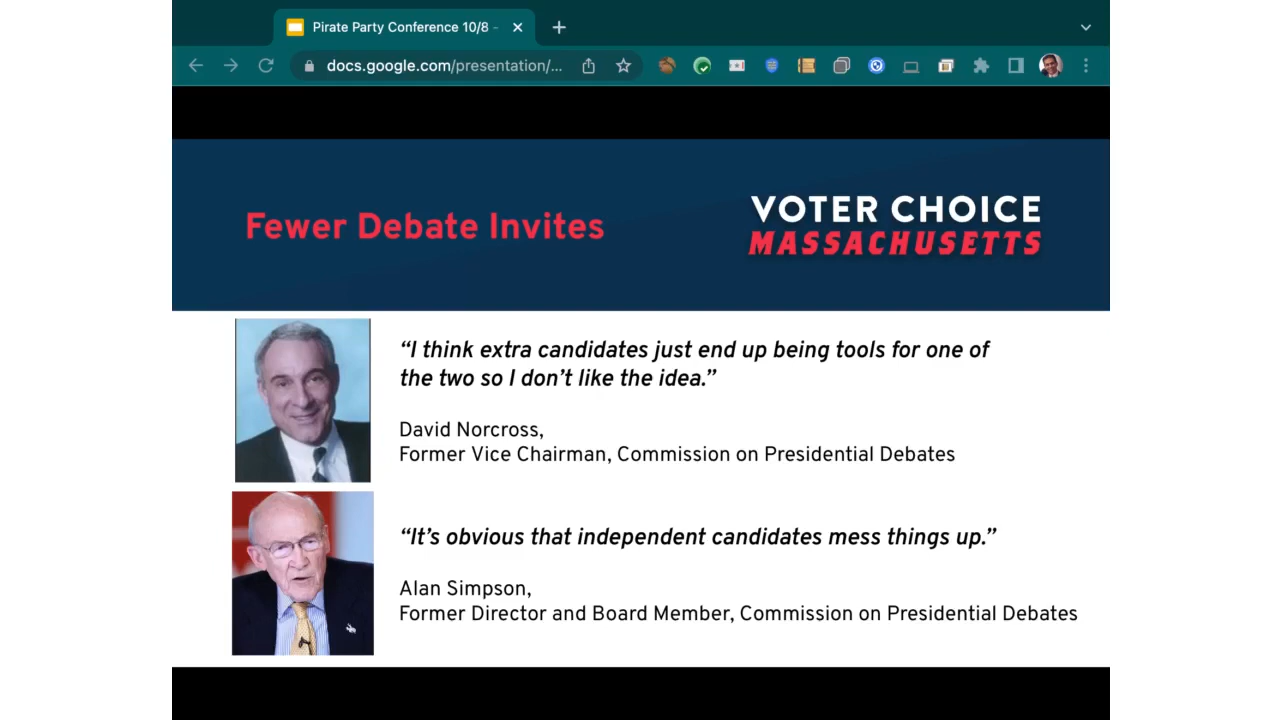 Pirate Party Conference 10/8 -
docs.google.com/presentation/...
Fewer Debate Invites
VOTER CHOICE
MASSACHUSETTS
“I think extra candidates just end up being tools for one of
the two so I don’t like the idea.”
David Norcross,
Former Vice Chairman, Commission on Presidential Debates
“It’s obvious that independent candidates mess things up.”
Alan Simpson,
Former Director and Board Member, Commission on Presidential Debates